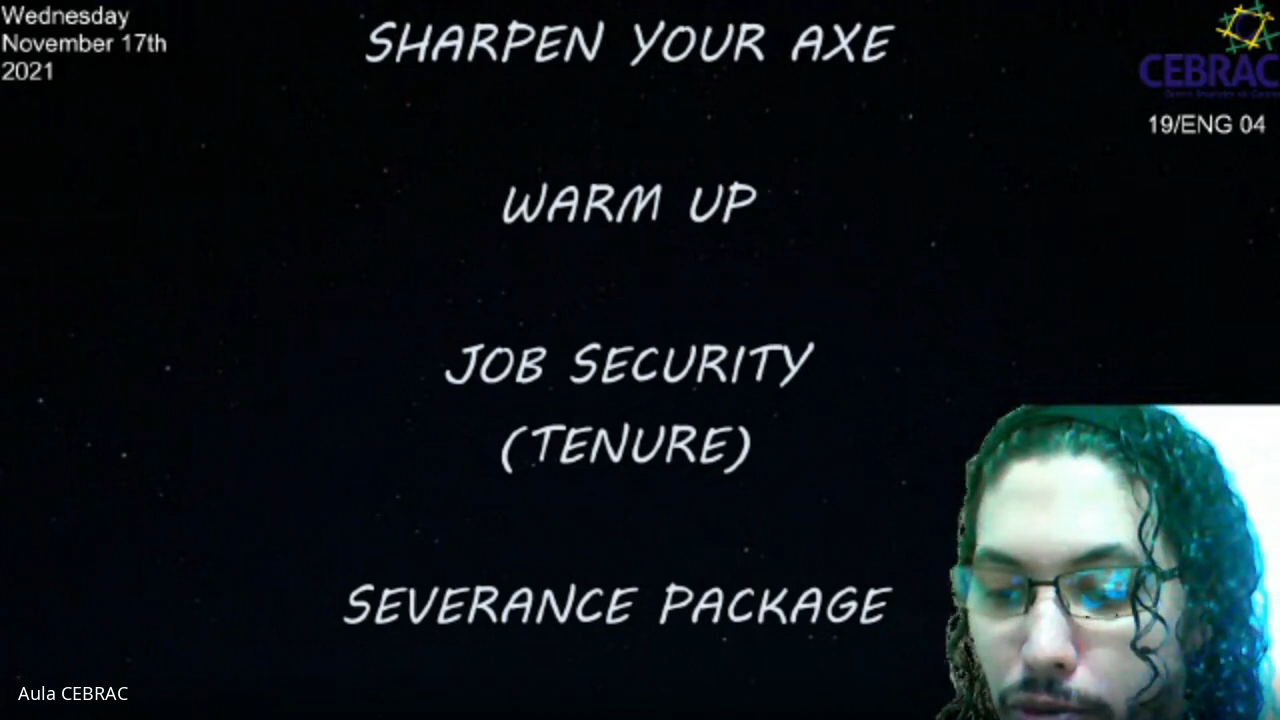 Wednesday
November 17th
2021
SHARPEN YOUR AXE
CEBRAC
19/ENG 04
WARM UP
JOB SECURITY
(TENURE)
SEVERANCE PACKAGE
Aula CEBRAC